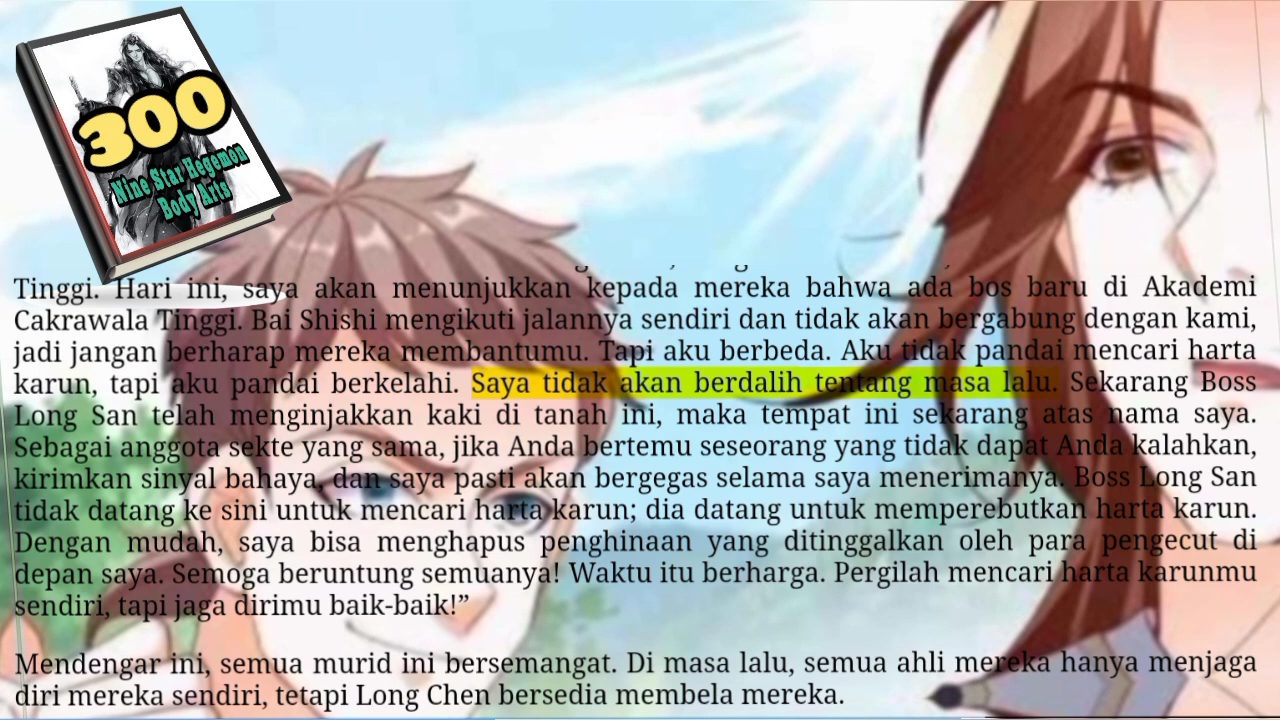 300
Nine Star Hegemon
Body Arts
Tinggi. Hari ini, saya akan menunjukkan kepada mereka bahwa ada bos baru di Akademi
Cakrawala Tinggi. Bai Shishi mengikuti jalannya sendiri dan tidak akan bergabung dengan kami,
jadi jangan berharap mereka membantumu. Tapi aku berbeda. Aku tidak pandai mencari harta
karun, tapi aku pandai berkelahi. Saya tidak akan berdalih tentang masa lalu. Sekarang Boss
Long San telah menginjakkan kaki di tanah ini, maka tempat ini sekarang atas nama saya.
Sebagai anggota sekte yang sama, jika Anda bertemu seseorang yang tidak dapat Anda kalahkan,
kirimkan sinyal bahaya, dan saya pasti akan bergegas selama saya menerimanya. Boss Long San
tidak datang ke sini untuk mencari harta karun; dia datang untuk memperebutkan harta karun.
Dengan mudah, saya bisa menghapus penghinaan yang ditinggalkan oleh para pengecut di
depan saya. Semoga beruntung semuanya! Waktu itu berharga. Pergilah mencari harta karunmu
sendiri, tapi jaga dirimu baik-baik!”
Mendengar ini, semua murid ini bersemangat. Di masa lalu, semua ahli mereka hanya menjaga
diri mereka sendiri, tetapi Long Chen bersedia membela mereka.